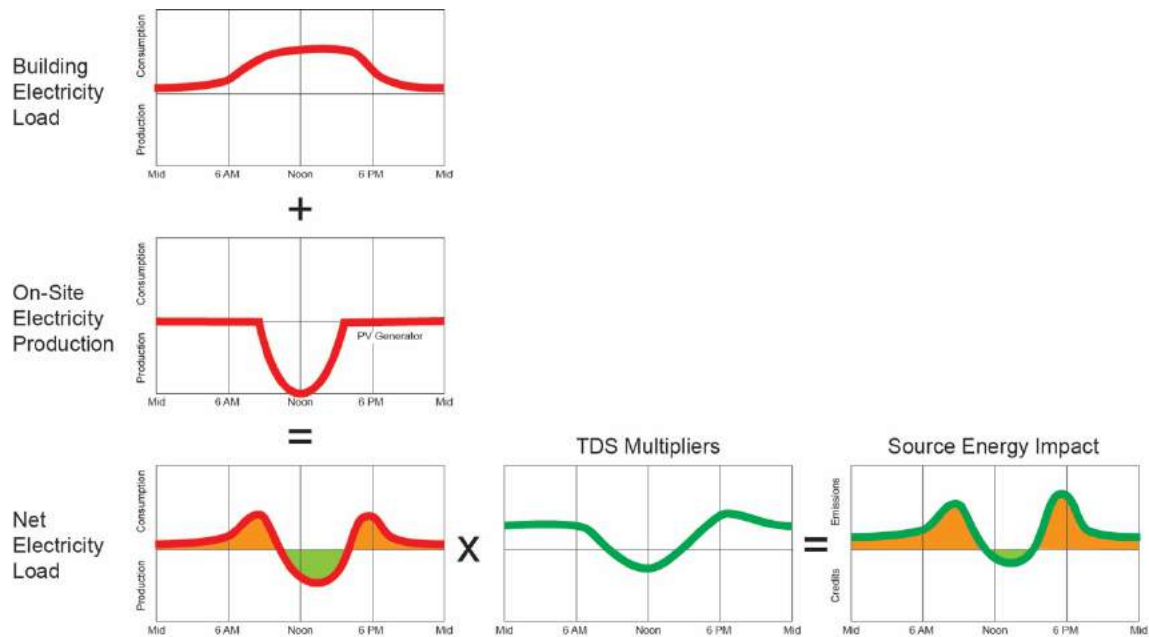 Building
Electricity
Load
Consumption
Production
Mid 6 AM Noon 6 PM Mid
+
On-Site
Electricity
Production
Consumption
Production
PV Generator
Mid 6 AM Noon 6 PM Mid
=
Net
Electricity
Load
Consumption
Production
Mid 6 AM Noon 6 PM Mid
X
TDS Multipliers
Mid 6 AM Noon 6 PM Mid
=
Source Energy Impact
Emissions
Credits
Mid 6 AM Noon 6 PM Mid